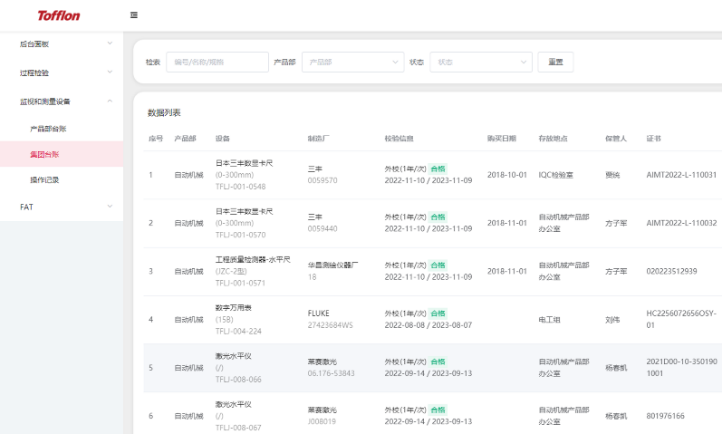 Tofflon
后台面板
过程检验
监视和测量设备
产品部台账
集团台账
操作记录
FAT
检索 编号/名称/规格 产品部 产品部 状态 状态 重置
数据列表
序号 产品部 设备 制造厂 校验信息 购买日期 存放地点 保管人 证书
1 自动机械 日本三丰数显卡尺 (0-300mm) TFLJ-001-0548 三丰 0059570 外校(1年/次) 合格 2022-11-10 / 2023-11-09 2018-10-01 IQC检验室 AIMT2022-L-110031
2 自动机械 日本三丰数显卡尺 (0-300mm) TFLJ-001-0570 三丰 0059440 外校(1年/次) 合格 2022-11-10 / 2023-11-09 2018-11-01 自动机械产品部办公室 方子军 AIMT2022-L-110032
3 自动机械 工程质量检测器-水平尺 (JZC-2型) TFLJ-001-0571 华昌测绘仪器厂 18 外校(1年/次) 合格 2022-11-10 / 2023-11-09 2018-11-01 自动机械产品部办公室 方子军 020223512939
4 自动机械 数字万用表 (15B) TFLJ-004-224 FLUKE 27423684WS 外校(1年/次) 合格 2022-08-08 / 2023-08-07 电工组 刘伟 HC2256072656OSY-01
5 自动机械 激光水平仪 (/) TFLJ-008-066 莱赛激光 06.176-53843 外校(1年/次) 合格 2022-09-14 / 2023-09-13 自动机械产品部办公室 杨春凯 2021D00-10-3501901001
6 自动机械 激光水平仪 (/) TFLJ-008-067 莱赛激光 J008019 外校(1年/次) 合格 2022-09-14 / 2023-09-13 自动机械产品部办公室 杨春凯 801976166